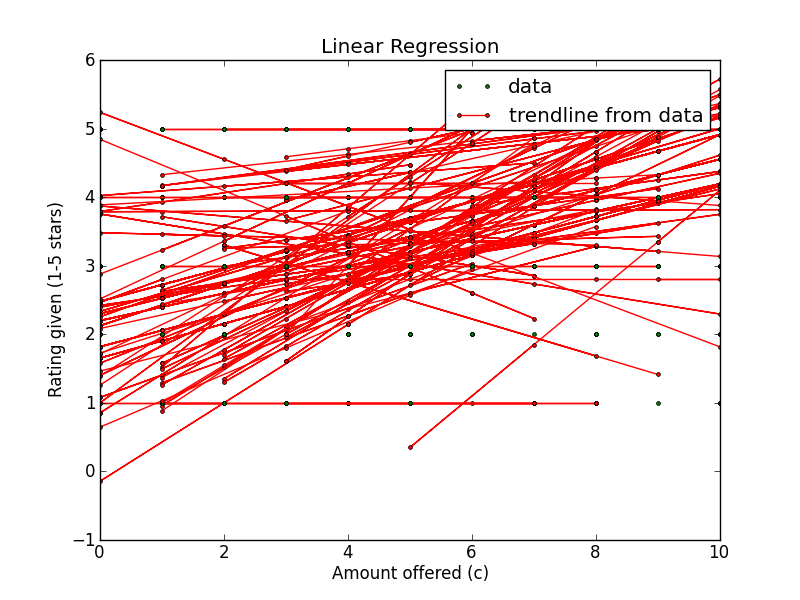 Linear Regression
data
trendline from data
6
5
4
3
2
1
0
−1
Rating given (1-5 stars)
0 2 4 6 8 10
Amount offered (c)